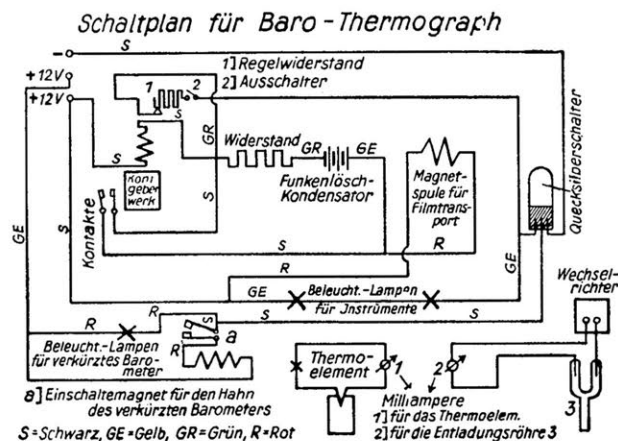 Schaltplan für Baro-Thermograph
1] Regelwiderstand
2] Ausschalter
- S
+12V
+12V
1 2
S
GR
Widerstand
GR GE
S
Kont
geber
werk
Funkenlösch-
Kondensator
Magnet-
spule für
Filmtrans-
port
Quecksilberschalter
Kontakte
GE
S
S
S
R
R
GE
GE
Beleucht.-Lampen
für Jnstrumente
Wechsel-
richter
R
S
S
S
R
a
R
Beleucht.-Lampen
für verkürztes Baro-
meter
Thermo-
element
1
2
3
a] Einschaltemagnet für den Hahn
des verkürzten Barometers
Milliampere
1] für das Thermoelem.
2] für die Entladungsröhre 3
S=Schwarz, GE=Gelb, GR=Grün, R=Rot